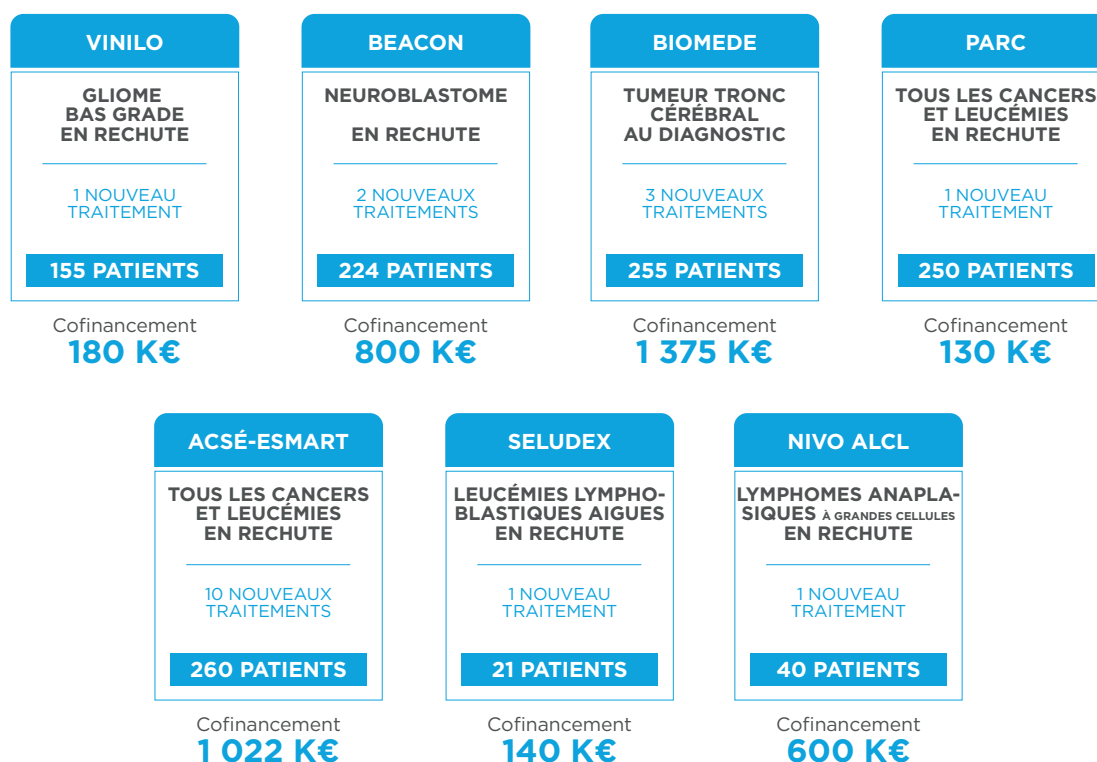 VINILO
GLIOME
BAS GRADE
EN RECHUTE
1 NOUVEAU
TRAITEMENT
155 PATIENTS
Cofinancement
180 K€
BEACON
NEUROBLASTOME
EN RECHUTE
2 NOUVEAUX
TRAITEMENTS
224 PATIENTS
Cofinancement
800 K€
BIOMEDE
TUMEUR TRONC
CÉRÉBRAL
AU DIAGNOSTIC
3 NOUVEAUX
TRAITEMENTS
255 PATIENTS
Cofinancement
1 375 K€
PARC
TOUS LES CANCERS
ET LEUCÉMIES
EN RECHUTE
1 NOUVEAU
TRAITEMENT
250 PATIENTS
Cofinancement
130 K€
ACSÉ-ESMART
TOUS LES CANCERS
ET LEUCÉMIES
EN RECHUTE
10 NOUVEAUX
TRAITEMENTS
260 PATIENTS
Cofinancement
1 022 K€
SELUDEX
LEUCÉMIES LYMPHO-
BLASTIQUES AIGUES
EN RECHUTE
1 NOUVEAU
TRAITEMENT
21 PATIENTS
Cofinancement
140 K€
NIVO ALCL
LYMPHOMES ANAPLA-
SIQUES À GRANDES CELLULES
EN RECHUTE
1 NOUVEAU
TRAITEMENT
40 PATIENTS
Cofinancement
600 K€